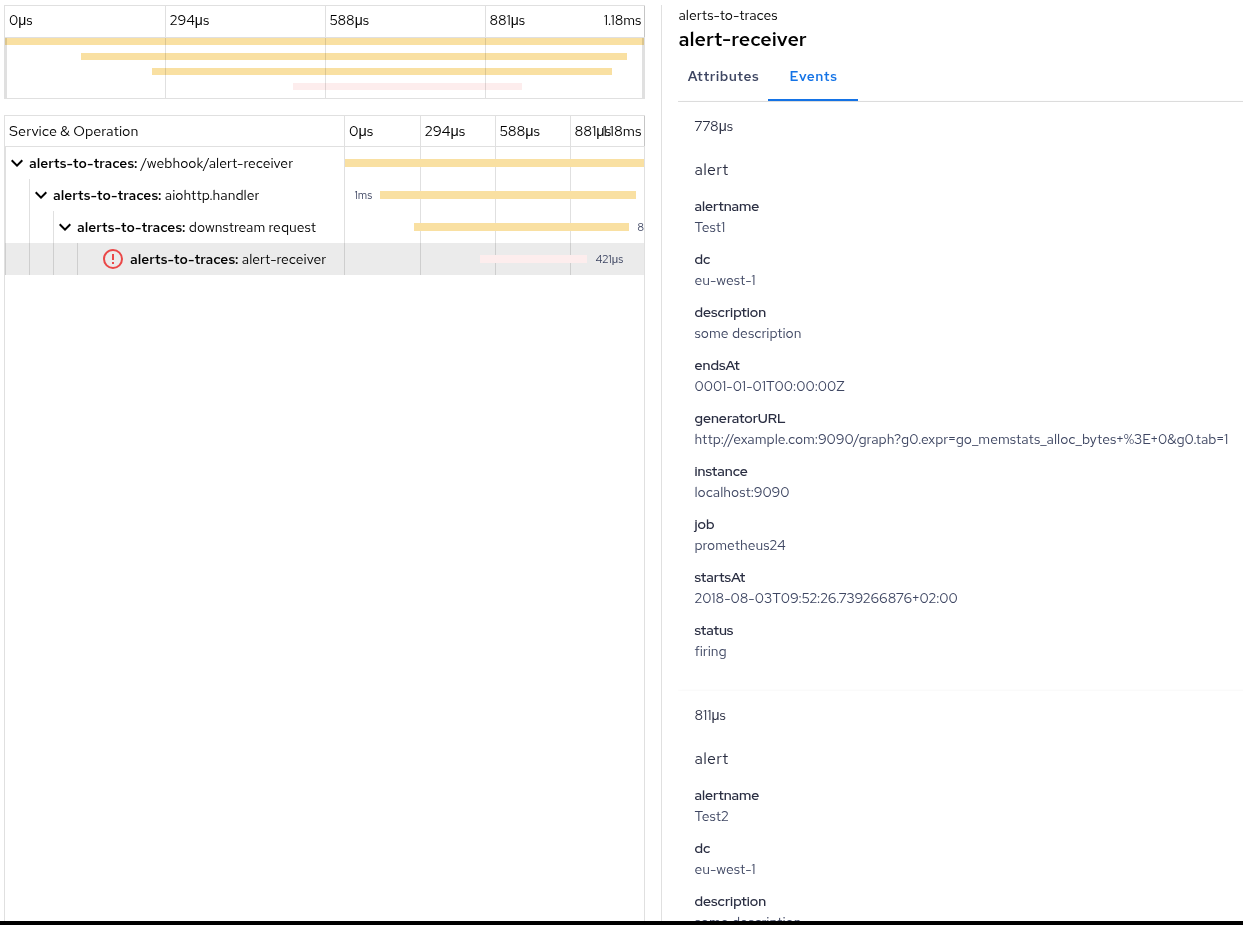 0µs 294µs 588µs 881µs 1.18ms
Service & Operation 0µs 294µs 588µs 881µs 1.18ms
alerts-to-traces: /webhook/alert-receiver
alerts-to-traces: aiohttp.handler 1ms
alerts-to-traces: downstream request 8
alerts-to-traces: alert-receiver 421µs
alerts-to-traces
alert-receiver
Attributes Events
778µs
alert
alertname
Test1
dc
eu-west-1
description
some description
endsAt
0001-01-01T00:00:00Z
generatorURL
http://example.com:9090/graph?g0.expr=go_memstats_alloc_bytes+%3E+0&g0.tab=1
instance
localhost:9090
job
prometheus24
startsAt
2018-08-03T09:52:26.739266876+02:00
status
firing
811µs
alert
alertname
Test2
dc
eu-west-1
description
some description